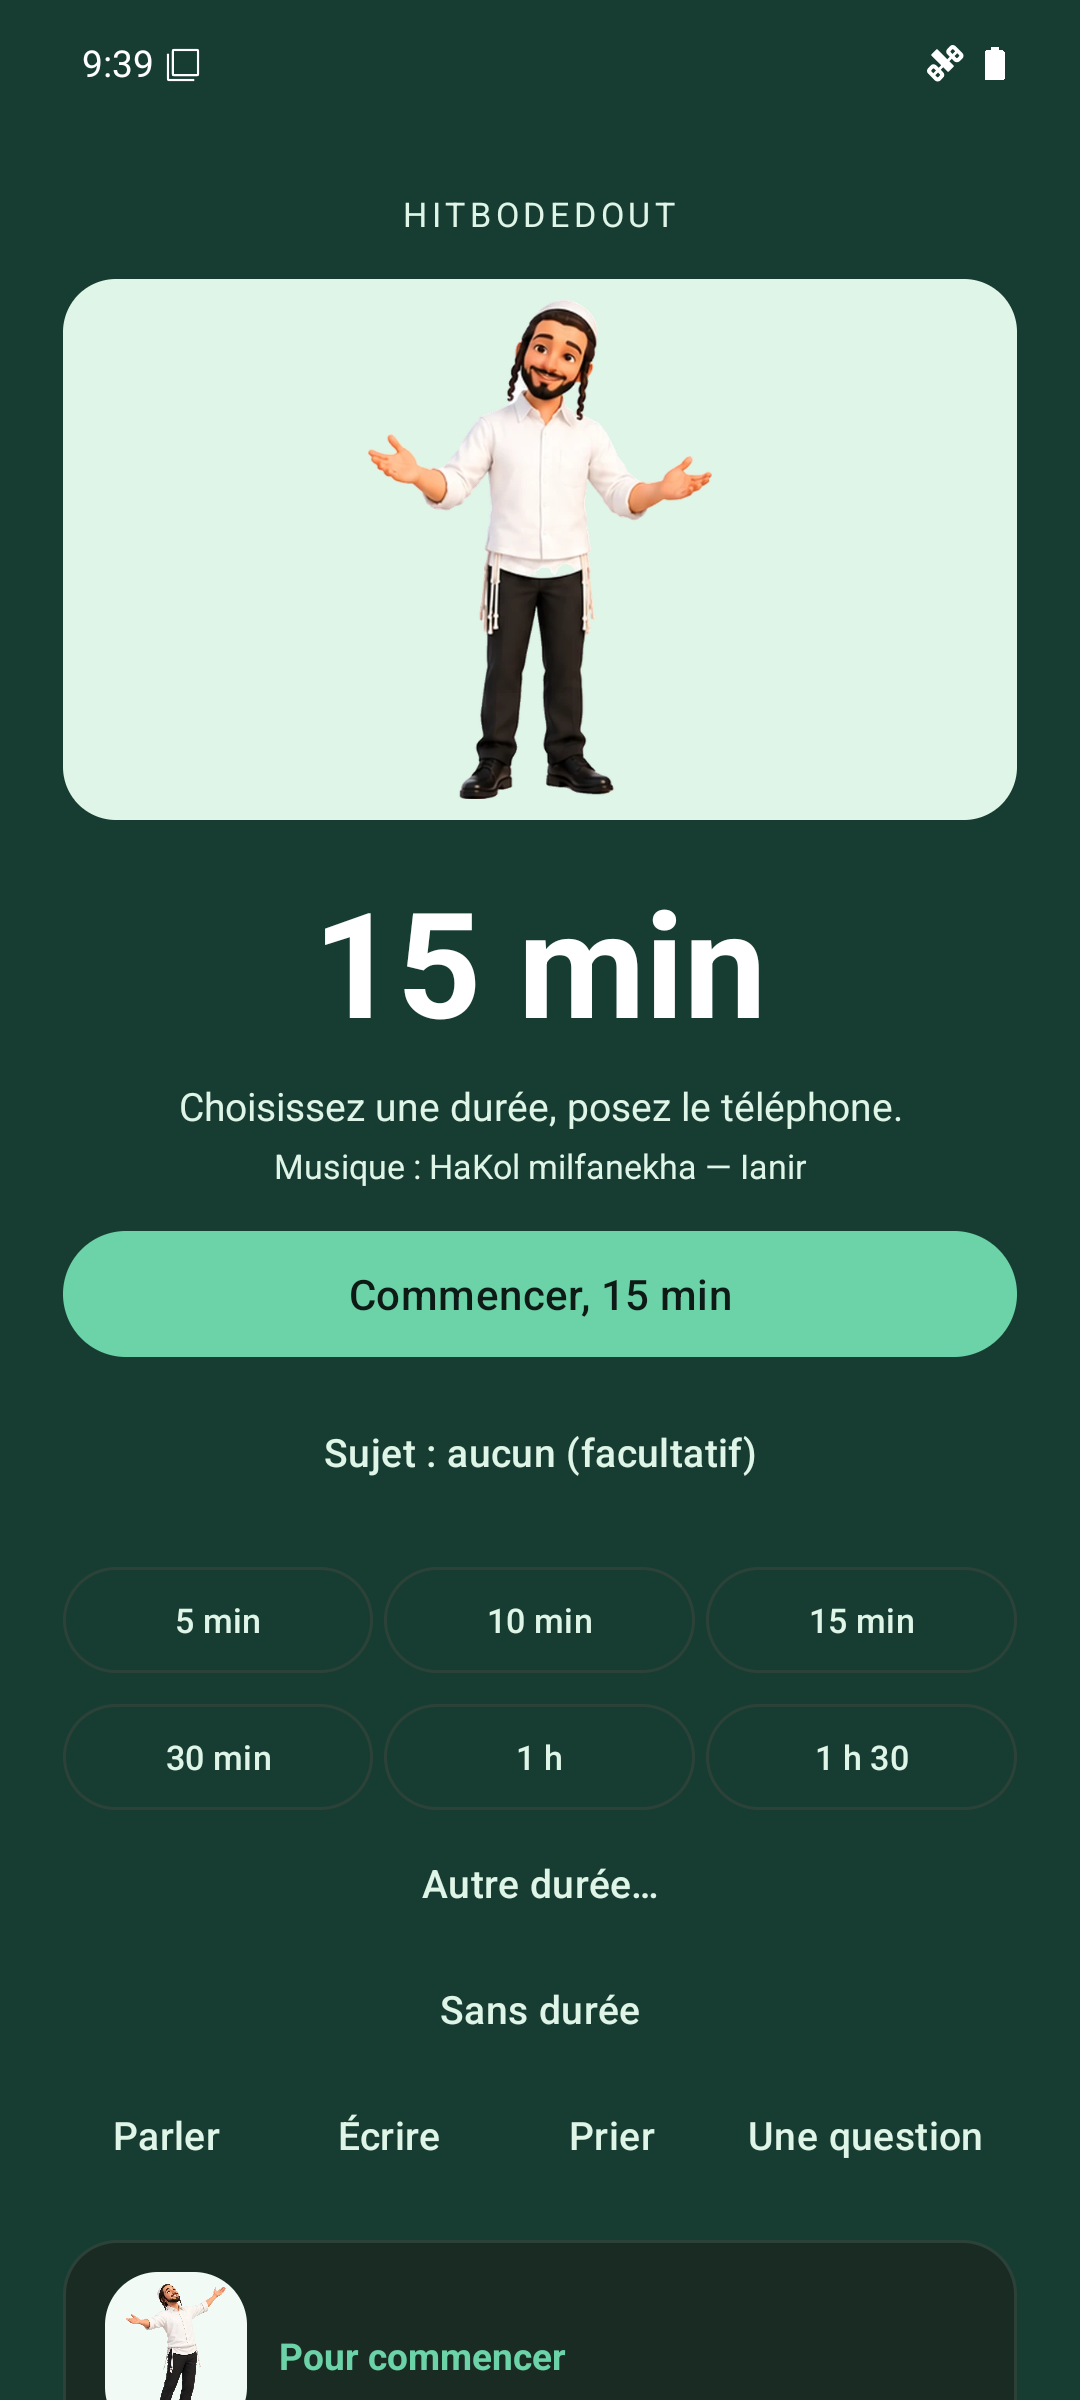 9:39
HITBODEDOUT
15 min
Choisissez une durée, posez le téléphone.
Musique : HaKol milfanekha — Ianir
Commencer, 15 min
Sujet : aucun (facultatif)
5 min
10 min
15 min
30 min
1 h
1 h 30
Autre durée…
Sans durée
Parler
Écrire
Prier
Une question
Pour commencer